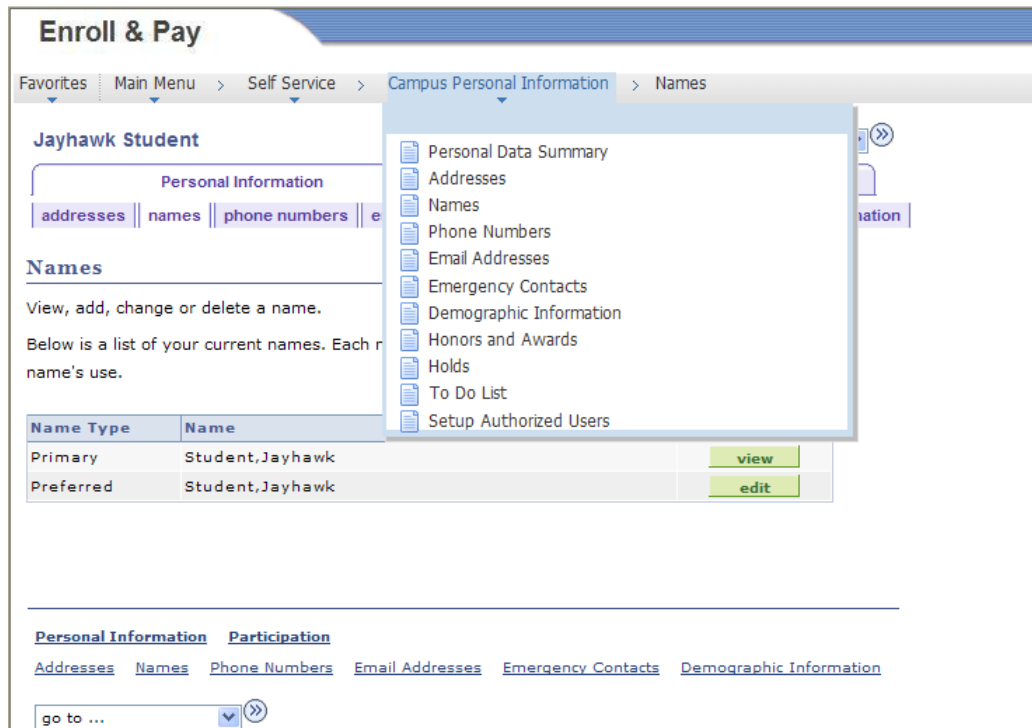 Enroll & Pay
Favorites Main Menu > Self Service > Campus Personal Information > Names
Jayhawk Student
Personal Information
addresses names phone numbers e
ation
Personal Data Summary
Addresses
Names
Phone Numbers
Email Addresses
Emergency Contacts
Demographic Information
Honors and Awards
Holds
To Do List
Setup Authorized Users
Names
View, add, change or delete a name.
Below is a list of your current names. Each
name's use.
Name Type Name
Primary Student,Jayhawk view
Preferred Student,Jayhawk edit
Personal Information Participation
Addresses Names Phone Numbers Email Addresses Emergency Contacts Demographic Information
go to ...